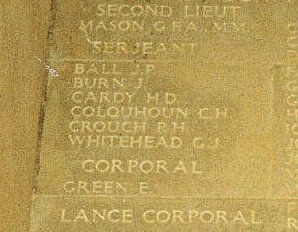 SECOND LIEUT
MASON G.F.A., M.M.
SERJEANT
BALL J.P.
BURN J.
CARDY H.D.
COLQUHOUN C.H.
CROUCH P.H.
WHITEHEAD G.J.
CORPORAL
GREEN E.
LANCE CORPORAL